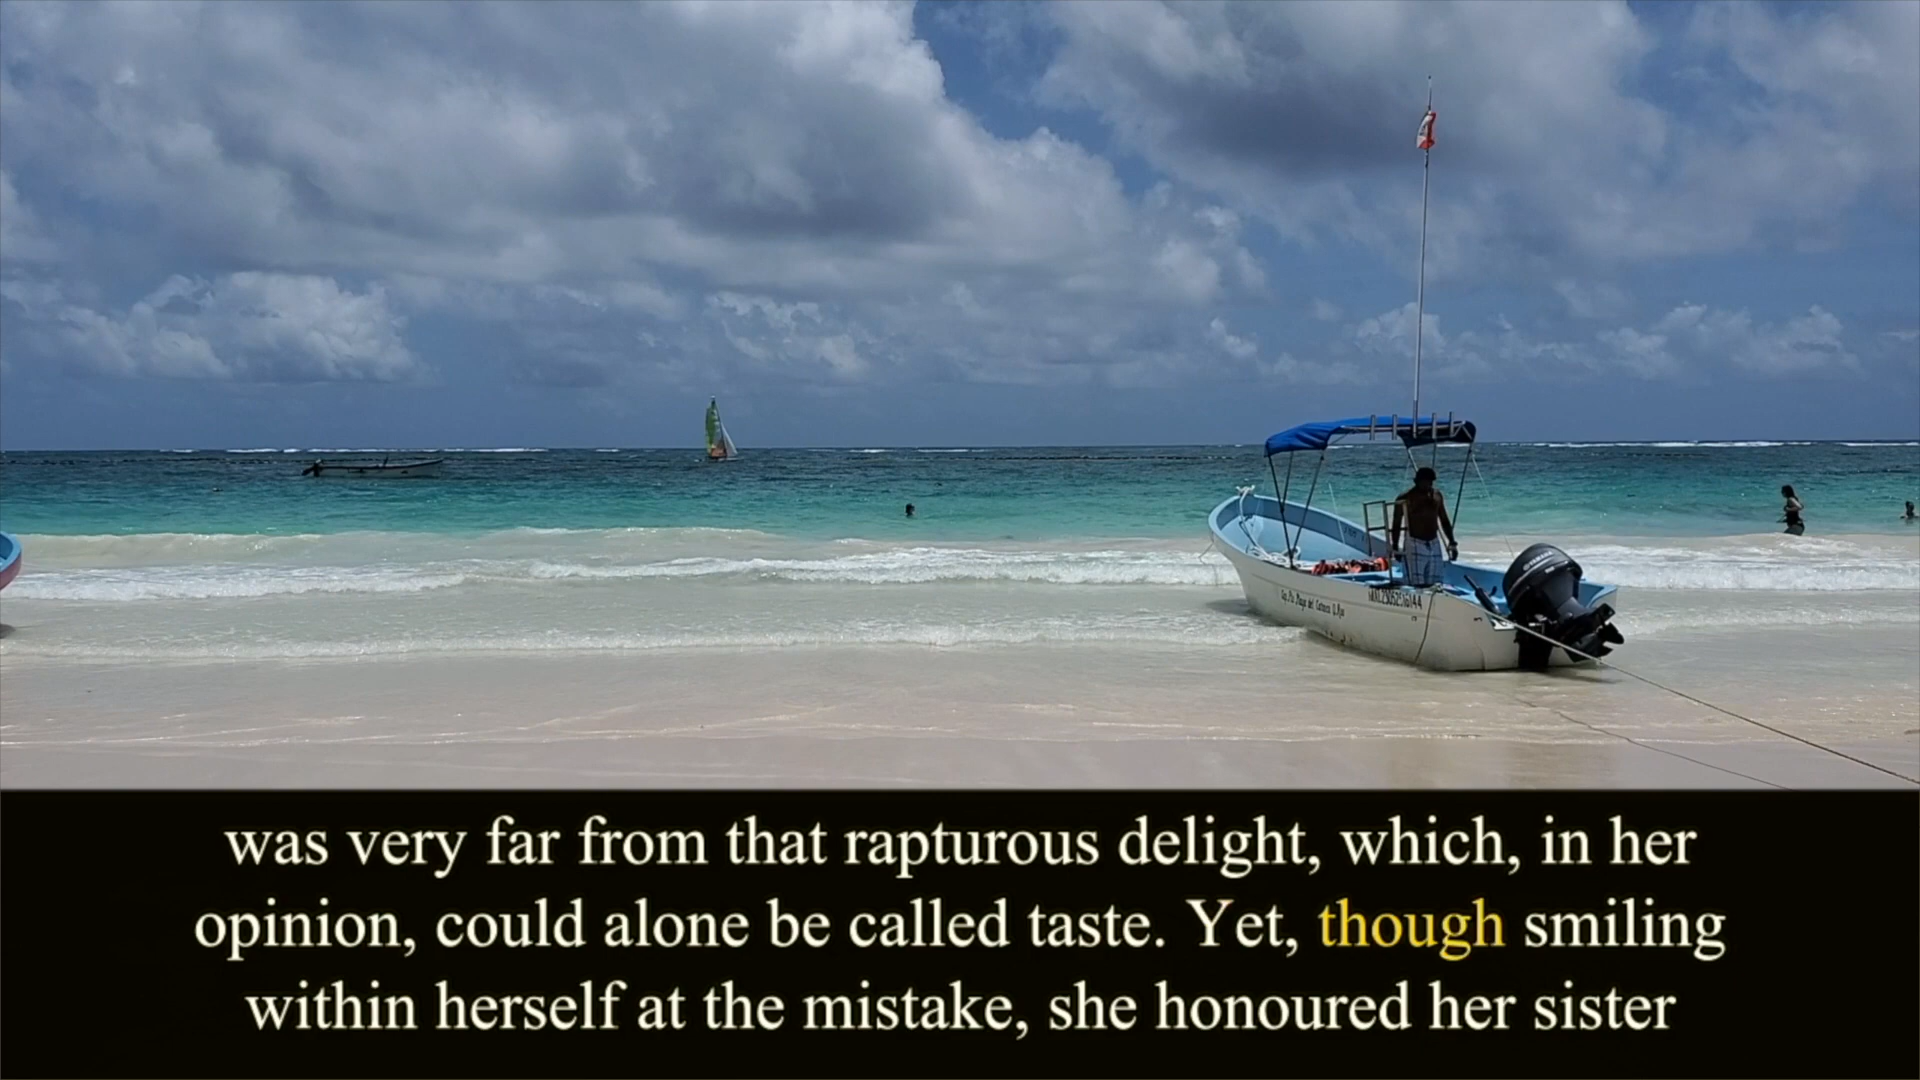 was very far from that rapturous delight, which, in her
opinion, could alone be called taste. Yet, though smiling
within herself at the mistake, she honoured her sister
YAMAHA